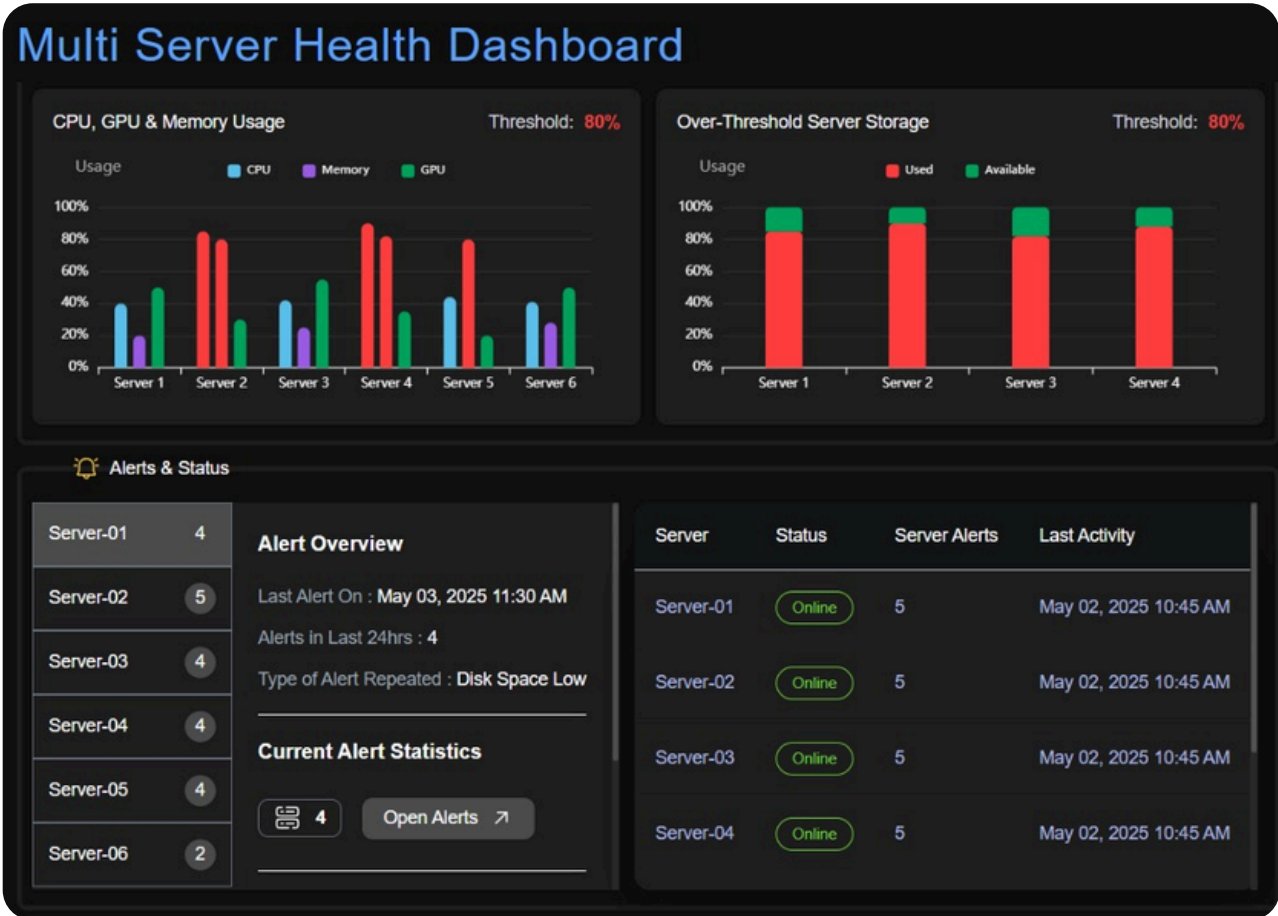 Multi Server Health Dashboard
CPU, GPU & Memory Usage
Threshold: 80%
Usage
CPU
Memory
GPU
100%
80%
60%
40%
20%
0%
Server 1
Server 2
Server 3
Server 4
Server 5
Server 6
Over-Threshold Server Storage
Threshold: 80%
Usage
Used
Available
100%
80%
60%
40%
20%
0%
Server 1
Server 2
Server 3
Server 4
Alerts & Status
Server-01 4
Server-02 5
Server-03 4
Server-04 4
Server-05 4
Server-06 2
Alert Overview
Last Alert On : May 03, 2025 11:30 AM
Alerts in Last 24hrs : 4
Type of Alert Repeated : Disk Space Low
Current Alert Statistics
4
Open Alerts
Server Status Server Alerts Last Activity
Server-01 Online 5 May 02, 2025 10:45 AM
Server-02 Online 5 May 02, 2025 10:45 AM
Server-03 Online 5 May 02, 2025 10:45 AM
Server-04 Online 5 May 02, 2025 10:45 AM